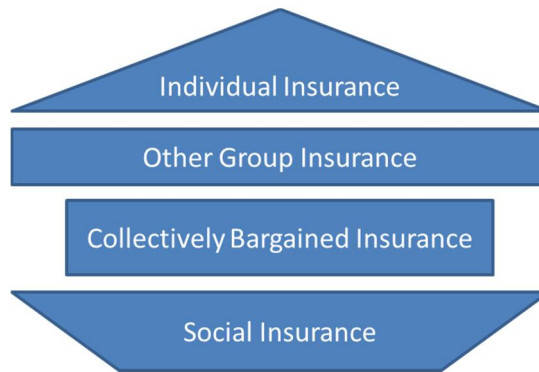 Individual Insurance
Other Group Insurance
Collectively Bargained Insurance
Social Insurance